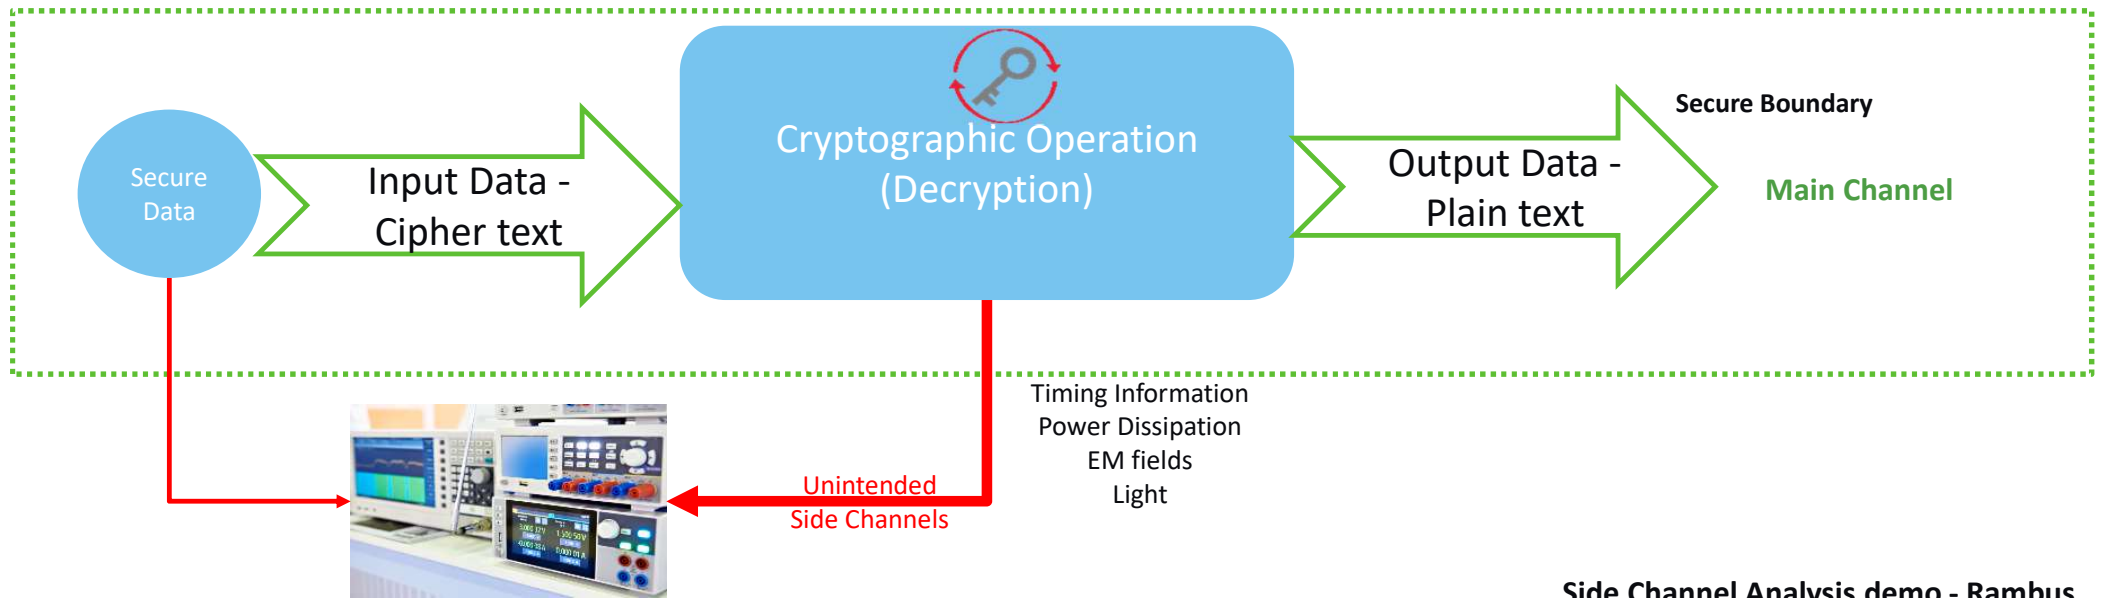 Secure
Data
Input Data -
Cipher text
Cryptographic Operation
(Decryption)
Output Data -
Plain text
Secure Boundary
Main Channel
Timing Information
Power Dissipation
EM fields
Light
Unintended
Side Channels
Side Channel Analysis demo - Rambus